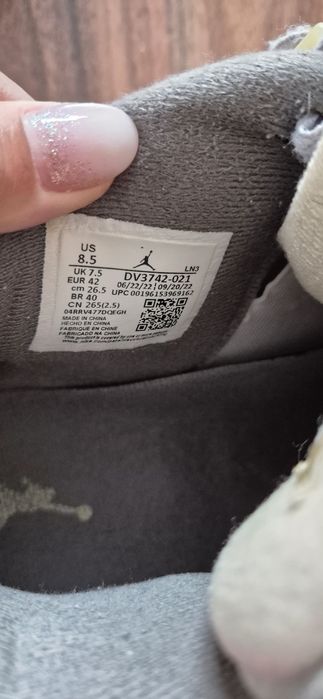 US
8.5
LN3
UK 7.5
DV3742-021
EUR 42
06/22/22 09/20/22
cm 26.5
UPC 00196153969162
BR 40
CN 265(2.5)
04RRV477DQEGH
MADE IN CHINA
HECHO EN CHINA
FABRIQUE EN CHINE
FABRICADO NA CHINA